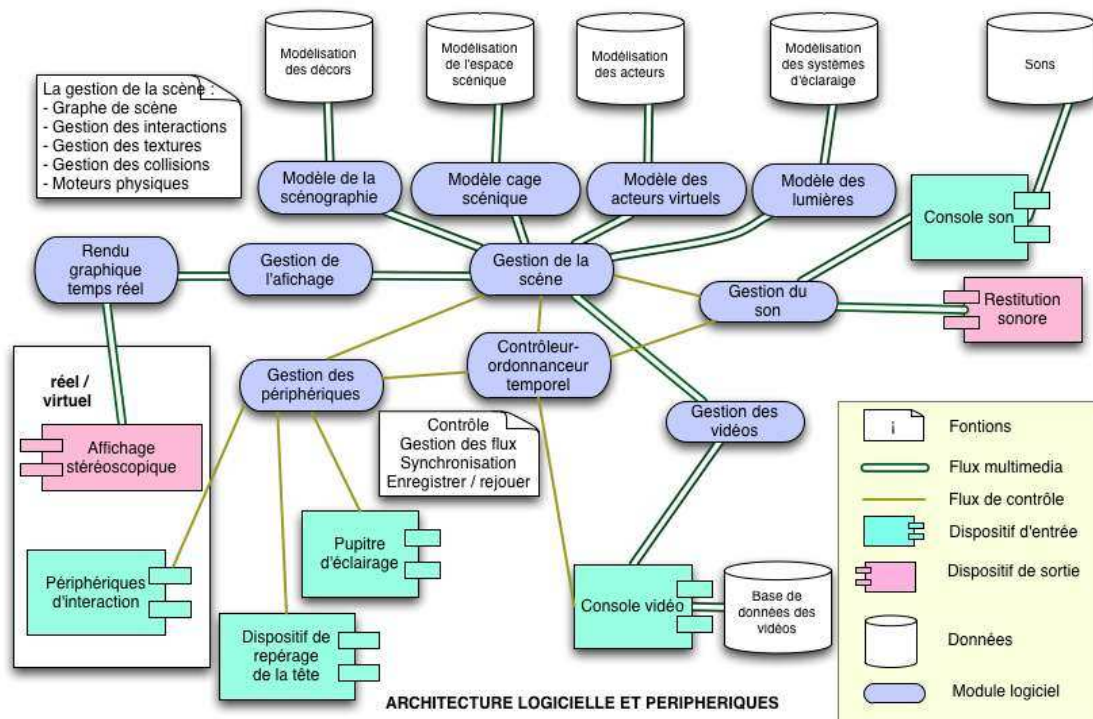 Modélisation
des décors
Modélisation
de l'espace
scénique
Modélisation
des acteurs
Modélisation
des systèmes
d'éclaraige
Sons
La gestion de la scène :
- Graphe de scène
- Gestion des interactions
- Gestion des textures
- Gestion des collisions
- Moteurs physiques
Modèle de la
scénographie
Modèle cage
scénique
Modèle des
acteurs virtuels
Modèle des
lumières
Console son
Rendu
graphique
temps réel
Gestion de
l'afichage
Gestion de la
scène
Gestion du
son
Restitution
sonore
réel /
virtuel
Gestion des
périphériques
Contrôleur-
ordonnanceur
temporel
Gestion des
vidéos
Affichage
stéréoscopique
Contrôle
Gestion des flux
Synchronisation
Enregistrer / rejouer
Périphériques
d'interaction
Pupitre
d'éclairage
Dispositif de
repérage
de la tête
Console vidéo
Base de
données des
vidéos
i
Fontions
Flux multimedia
Flux de contrôle
Dispositif d'entrée
Dispositif de sortie
Données
Module logiciel
ARCHITECTURE LOGICIELLE ET PERIPHERIQUES